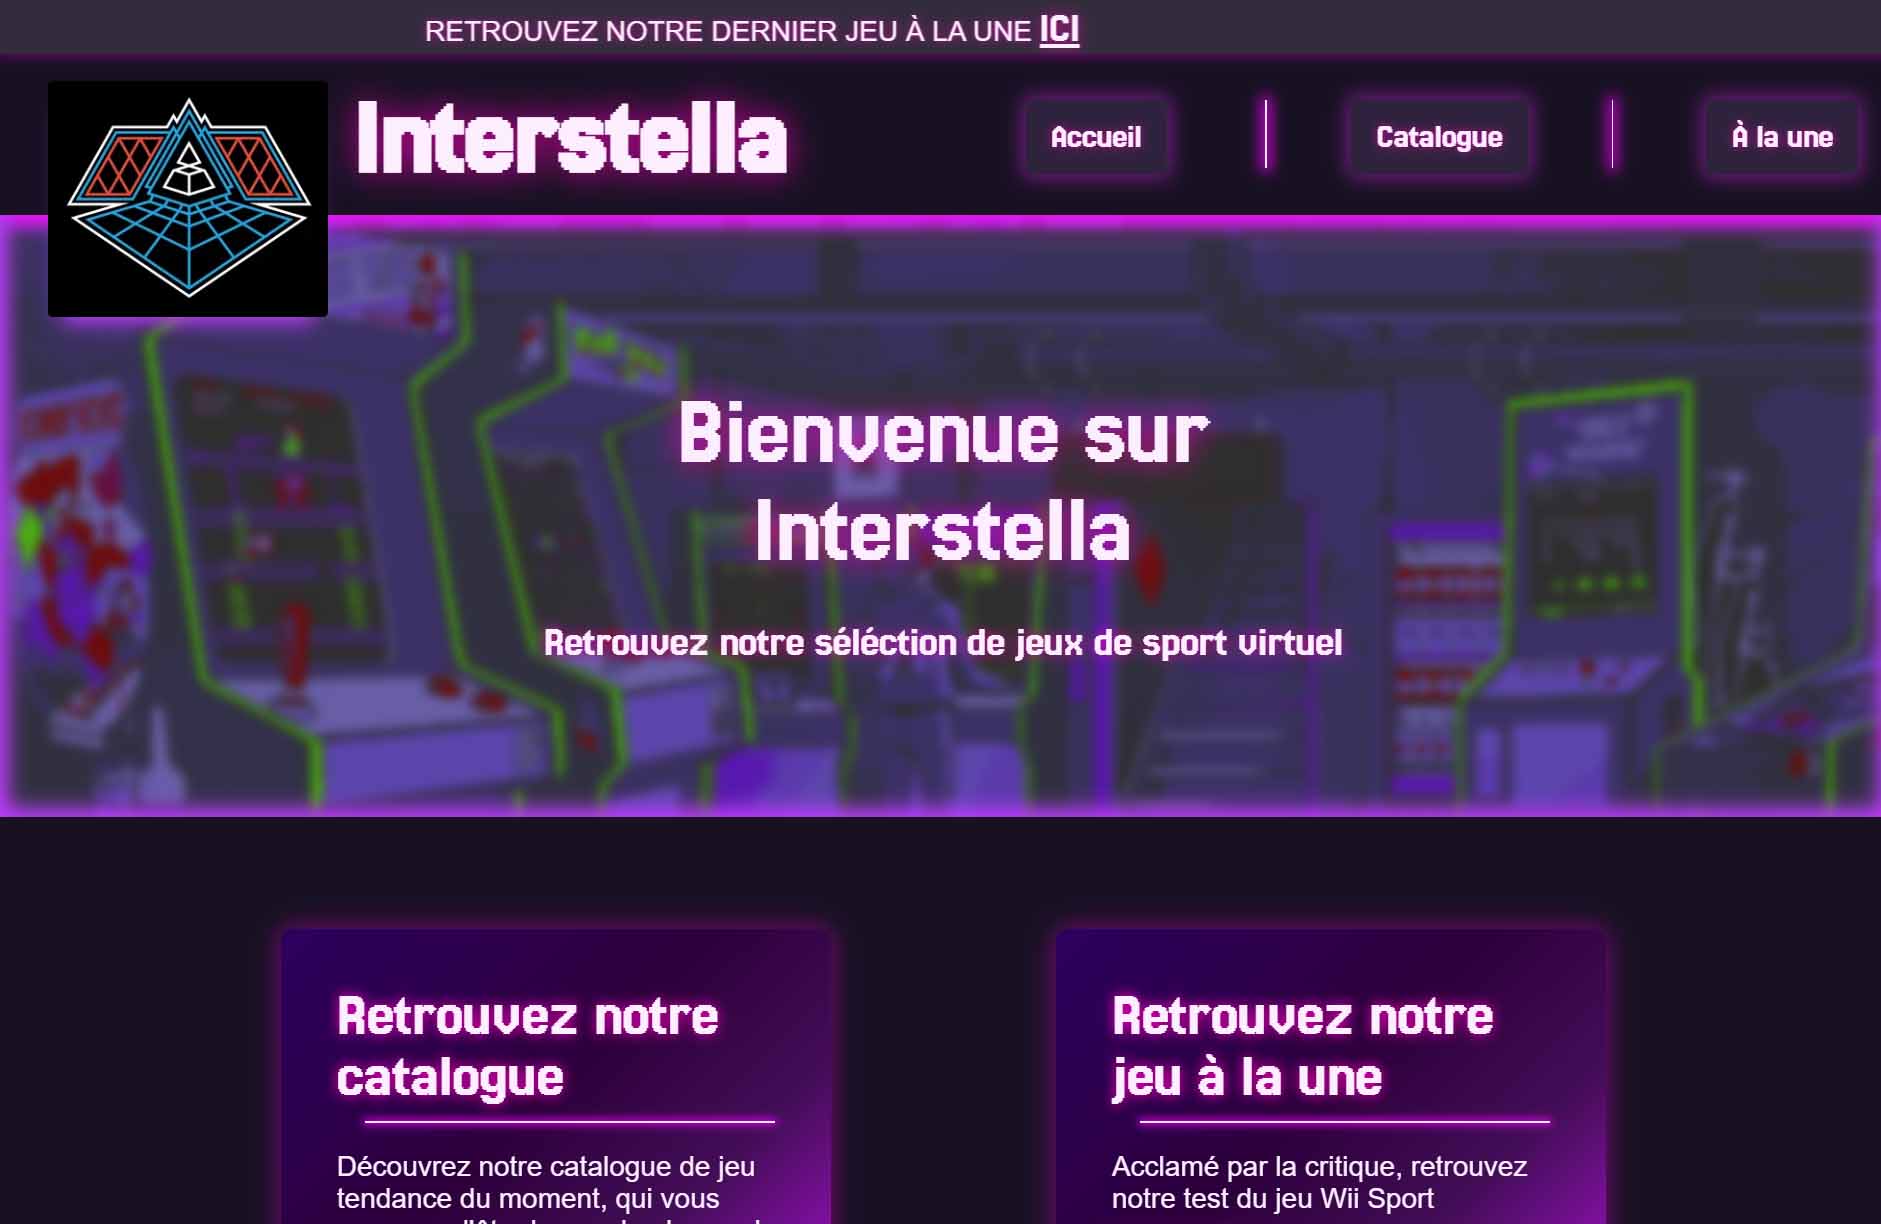 RETROUVEZ NOTRE DERNIER JEU À LA UNE ICI
Interstella
Accueil
Catalogue
À la une
Bienvenue sur
Interstella
Retrouvez notre séléction de jeux de sport virtuel
Retrouvez notre
catalogue
Découvrez notre catalogue de jeu
tendance du moment, qui vous
Retrouvez notre
jeu à la une
Acclamé par la critique, retrouvez
notre test du jeu Wii Sport